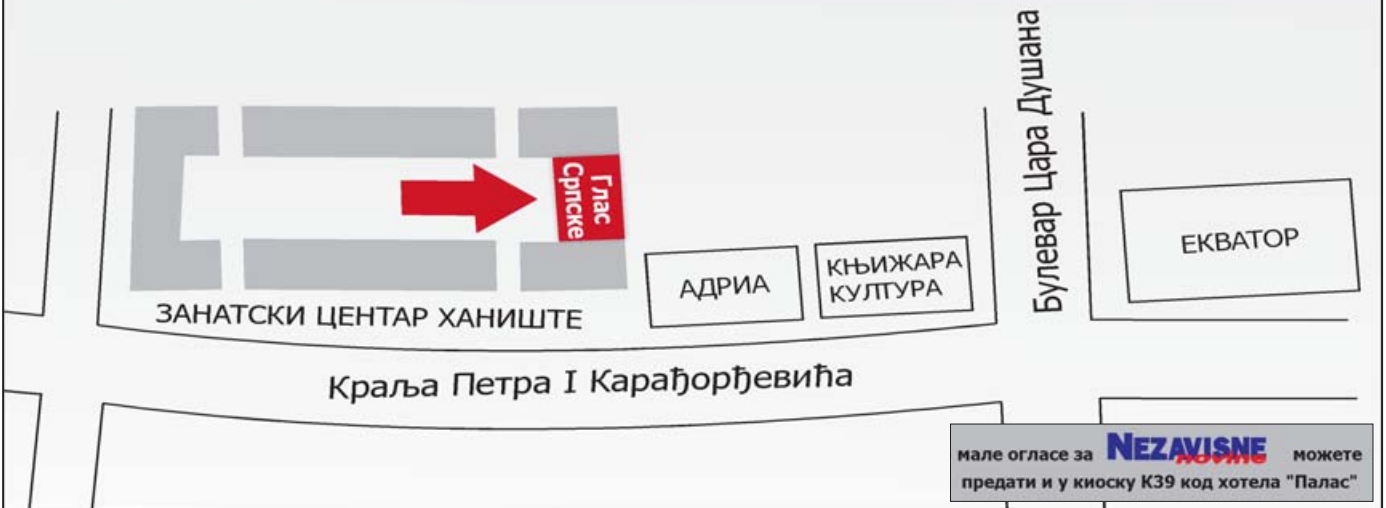 Булевар Цара Душана
Глас
Српске
ЕКВАТОР
КЊИЖАРА
КУЛТУРА
АДРИА
ЗАНАТСКИ ЦЕНТАР ХАНИШТЕ
Краља Петра I Карађорђевића
мале огласе за NEZAVISNE novine можете
предати и у киоску К39 код хотела "Палас"